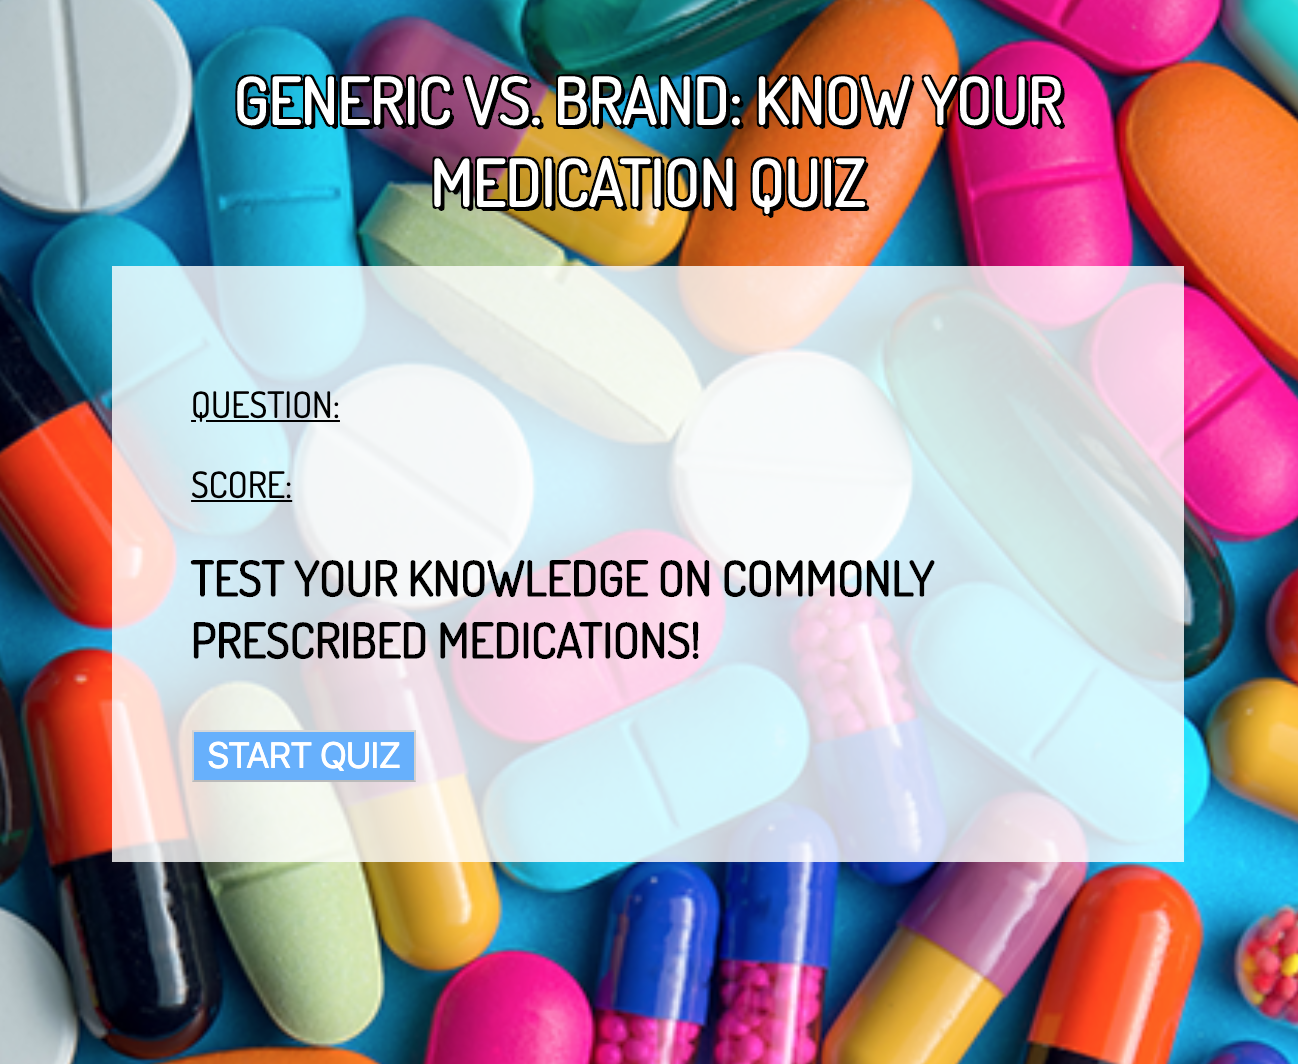 GENERIC VS. BRAND: KNOW YOUR
MEDICATION QUIZ
QUESTION:
SCORE:
TEST YOUR KNOWLEDGE ON COMMONLY
PRESCRIBED MEDICATIONS!
START QUIZ